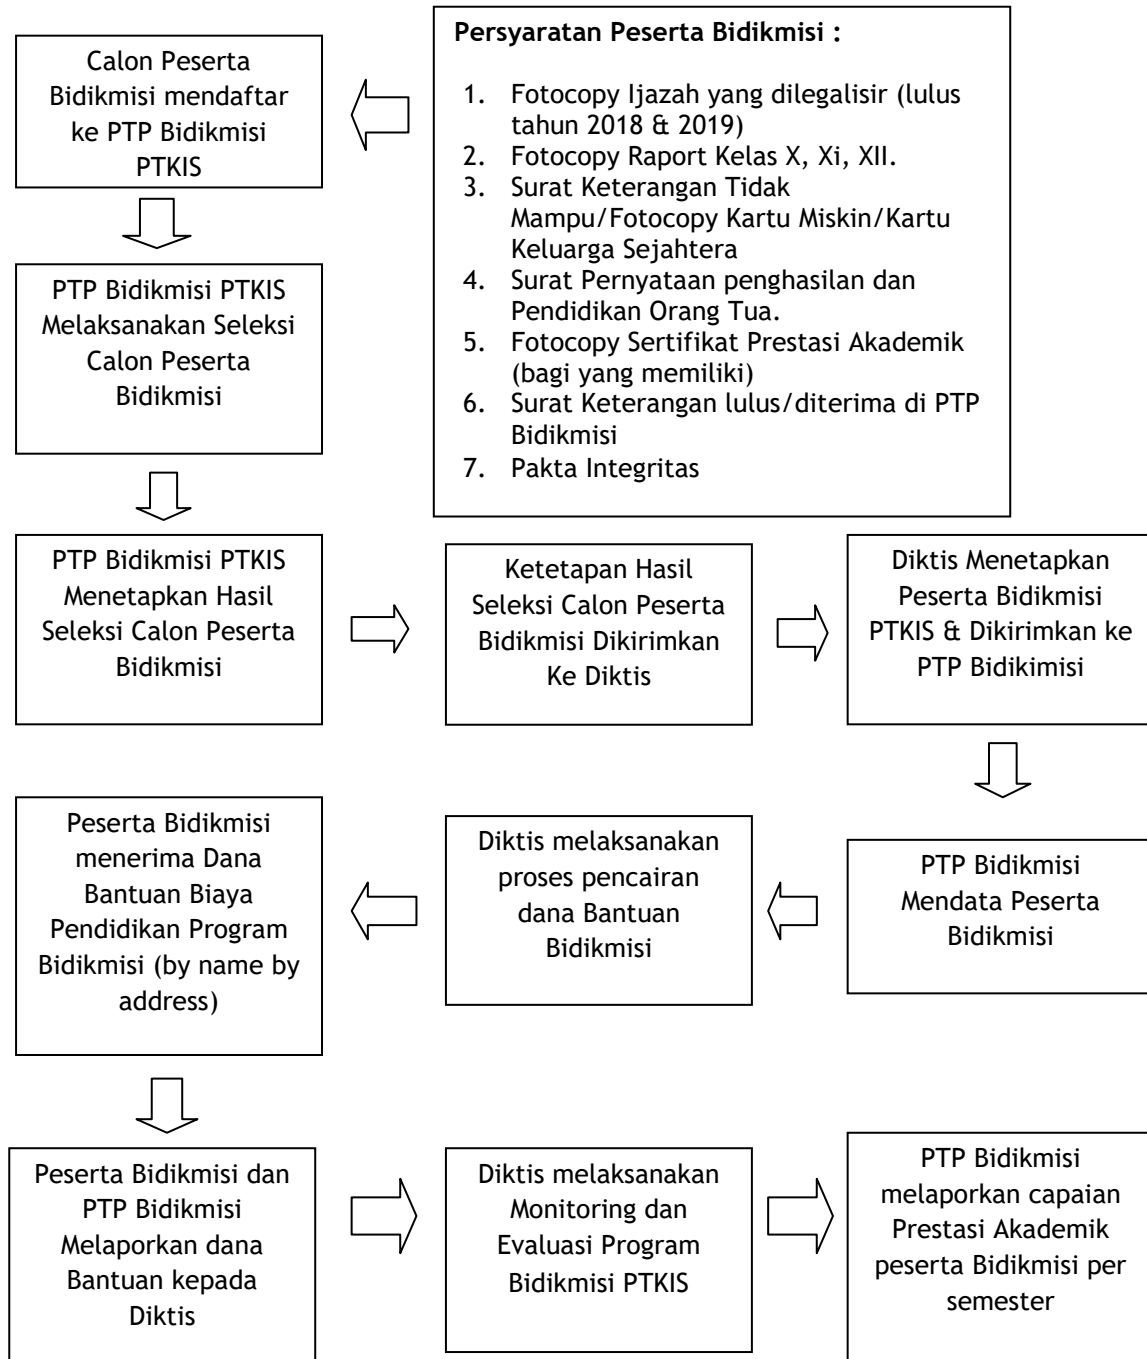 Calon Peserta
Bidikmisi mendaftar
ke PTP Bidikmisi
PTKIS
Persyaratan Peserta Bidikmisi :
1. Fotocopy Ijazah yang dilegalisir (lulus
tahun 2018 & 2019)
2. Fotocopy Raport Kelas X, Xi, XII.
3. Surat Keterangan Tidak
Mampu/Fotocopy Kartu Miskin/Kartu
Keluarga Sejahtera
4. Surat Pernyataan penghasilan dan
Pendidikan Orang Tua.
5. Fotocopy Sertifikat Prestasi Akademik
(bagi yang memiliki)
6. Surat Keterangan lulus/diterima di PTP
Bidikmisi
7. Pakta Integritas
PTP Bidikmisi PTKIS
Melaksanakan Seleksi
Calon Peserta
Bidikmisi
PTP Bidikmisi PTKIS
Menetapkan Hasil
Seleksi Calon Peserta
Bidikmisi
Ketetapan Hasil
Seleksi Calon Peserta
Bidikmisi Dikirimkan
Ke Diktis
Diktis Menetapkan
Peserta Bidikmisi
PTKIS & Dikirimkan ke
PTP Bidikimisi
PTP Bidikmisi
Mendata Peserta
Bidikmisi
Diktis melaksanakan
proses pencairan
dana Bantuan
Bidikmisi
Peserta Bidikmisi
menerima Dana
Bantuan Biaya
Pendidikan Program
Bidikmisi (by name by
address)
Peserta Bidikmisi dan
PTP Bidikmisi
Melaporkan dana
Bantuan kepada
Diktis
Diktis melaksanakan
Monitoring dan
Evaluasi Program
Bidikmisi PTKIS
PTP Bidikmisi
melaporkan capaian
Prestasi Akademik
peserta Bidikmisi per
semester